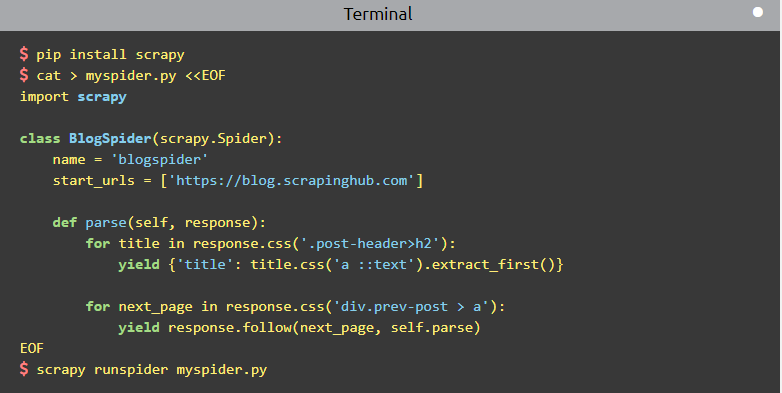 Terminal
$ pip install scrapy
$ cat > myspider.py <<EOF
import scrapy

class BlogSpider(scrapy.Spider):
    name = 'blogspider'
    start_urls = ['https://blog.scrapinghub.com']

    def parse(self, response):
        for title in response.css('.post-header>h2'):
            yield {'title': title.css('a ::text').extract_first()}

        for next_page in response.css('div.prev-post > a'):
            yield response.follow(next_page, self.parse)
EOF
$ scrapy runspider myspider.py